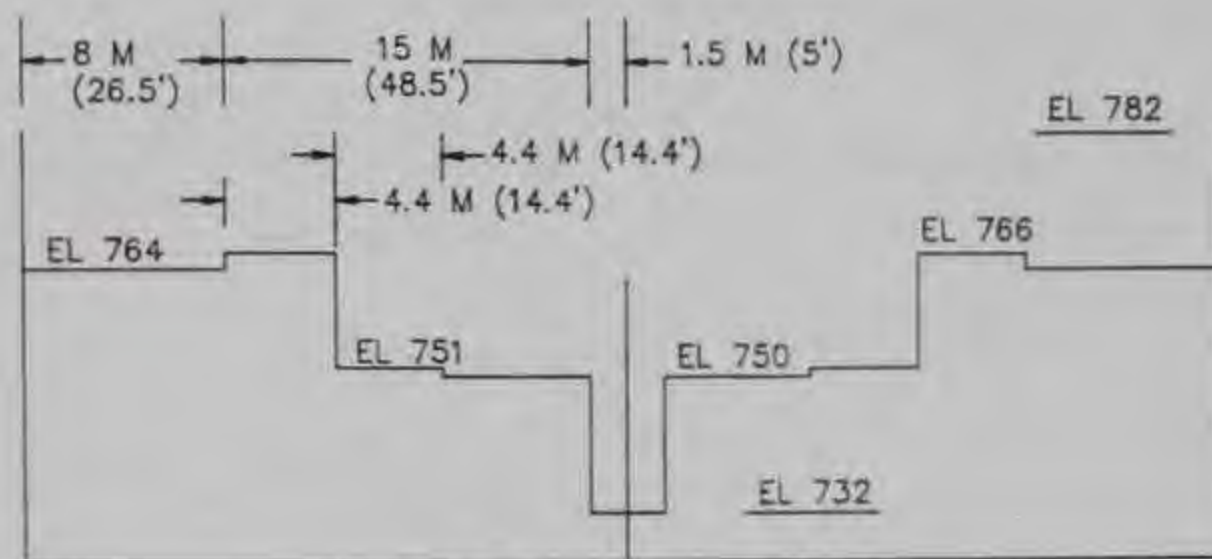 8 M
(26.5')
15 M
(48.5')
1.5 M (5')
EL 782
4.4 M (14.4')
4.4 M (14.4')
EL 764
EL 766
EL 751
EL 750
EL 732